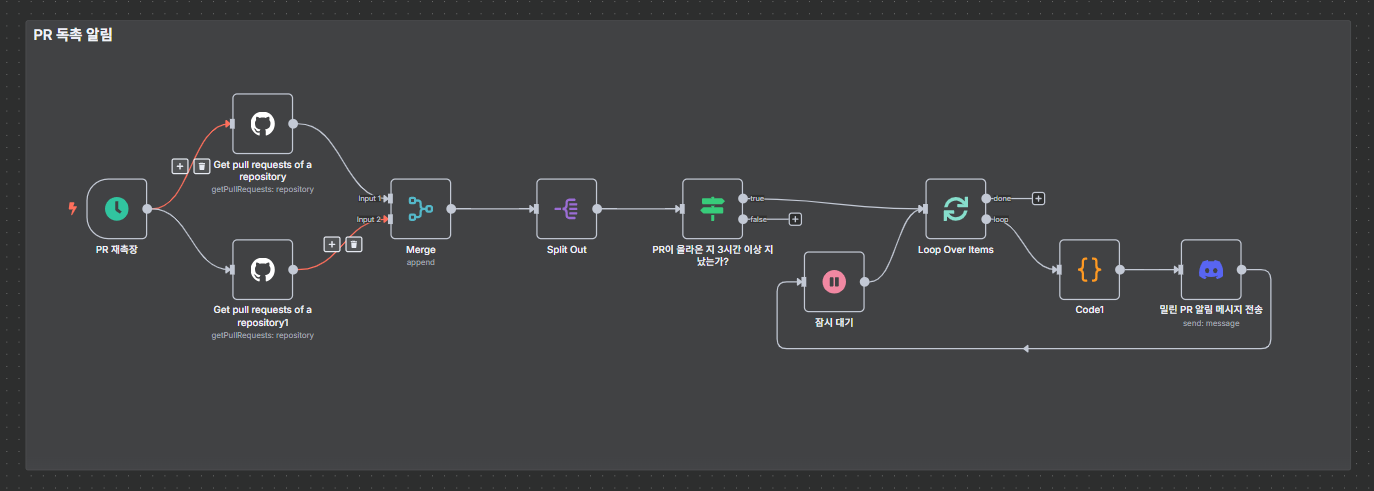 PR 독촉 알림
Get pull requests of a
repository
getPullRequests: repository
PR 재촉장
Get pull requests of a
repository1
getPullRequests: repository
Input 1
Input 2
Merge
append
Split Out
true
false
PR이 올라온 지 3시간 이상 지
났는가?
잠시 대기
done
loop
Loop Over Items
Code1
밀린 PR 알림 메시지 전송
send: message